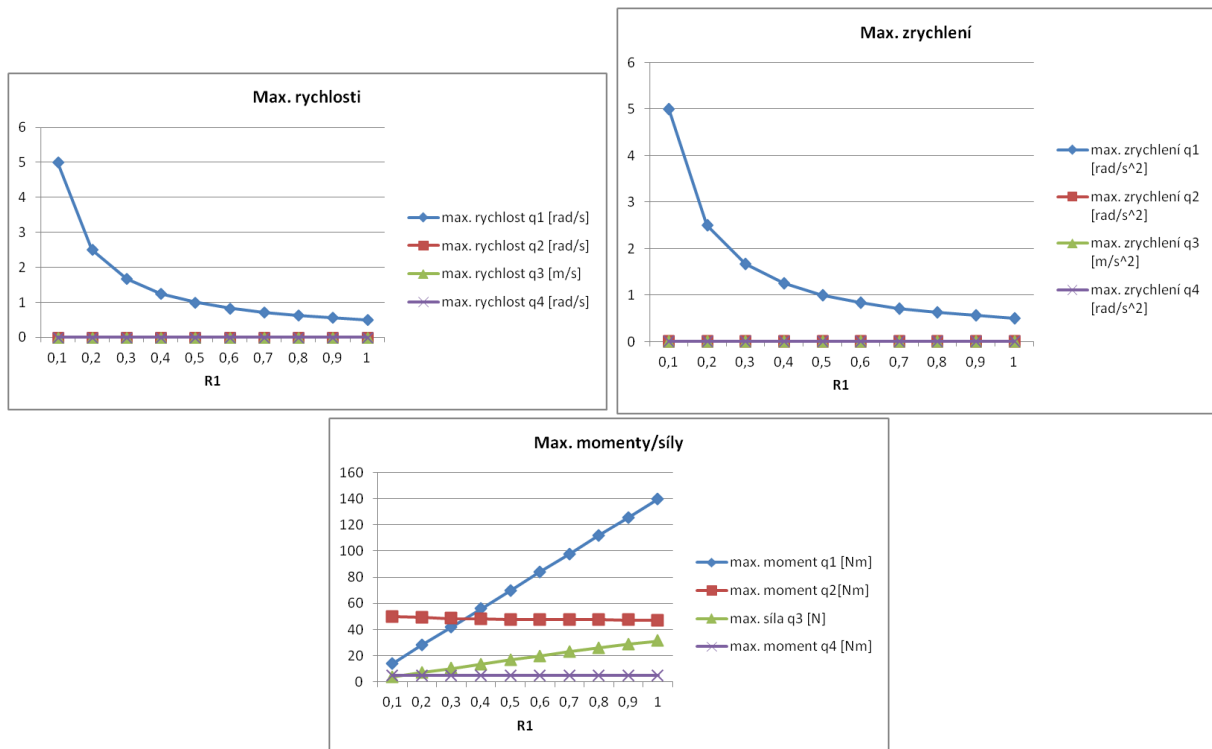 Max. rychlosti
6
5
4
3
2
1
0
0,1 0,2 0,3 0,4 0,5 0,6 0,7 0,8 0,9 1
R1
max. rychlost q1 [rad/s]
max. rychlost q2 [rad/s]
max. rychlost q3 [m/s]
max. rychlost q4 [rad/s]
Max. zrychlení
6
5
4
3
2
1
0
0,1 0,2 0,3 0,4 0,5 0,6 0,7 0,8 0,9 1
R1
max. zrychlení q1
[rad/s^2]
max. zrychlení q2
[rad/s^2]
max. zrychlení q3
[m/s^2]
max. zrychlení q4
[rad/s^2]
Max. momenty/síly
160
140
120
100
80
60
40
20
0
0,1 0,2 0,3 0,4 0,5 0,6 0,7 0,8 0,9 1
R1
max. moment q1 [Nm]
max. moment q2[Nm]
max. síla q3 [N]
max. moment q4 [Nm]